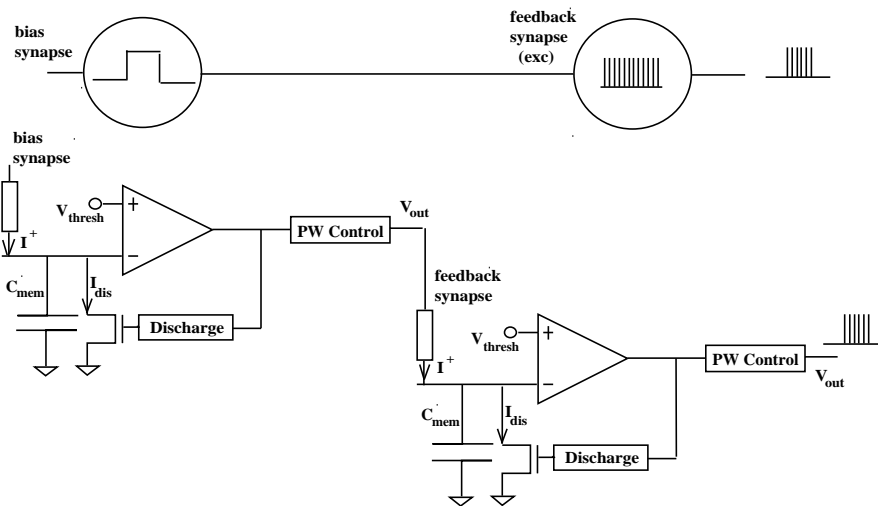 bias
synapse
feedback
synapse
(exc)
bias
synapse
V thresh
+
I +
−
C mem
I dis
Discharge
PW Control
V out
feedback
synapse
V thresh
+
I +
−
C mem
I dis
Discharge
PW Control
V out